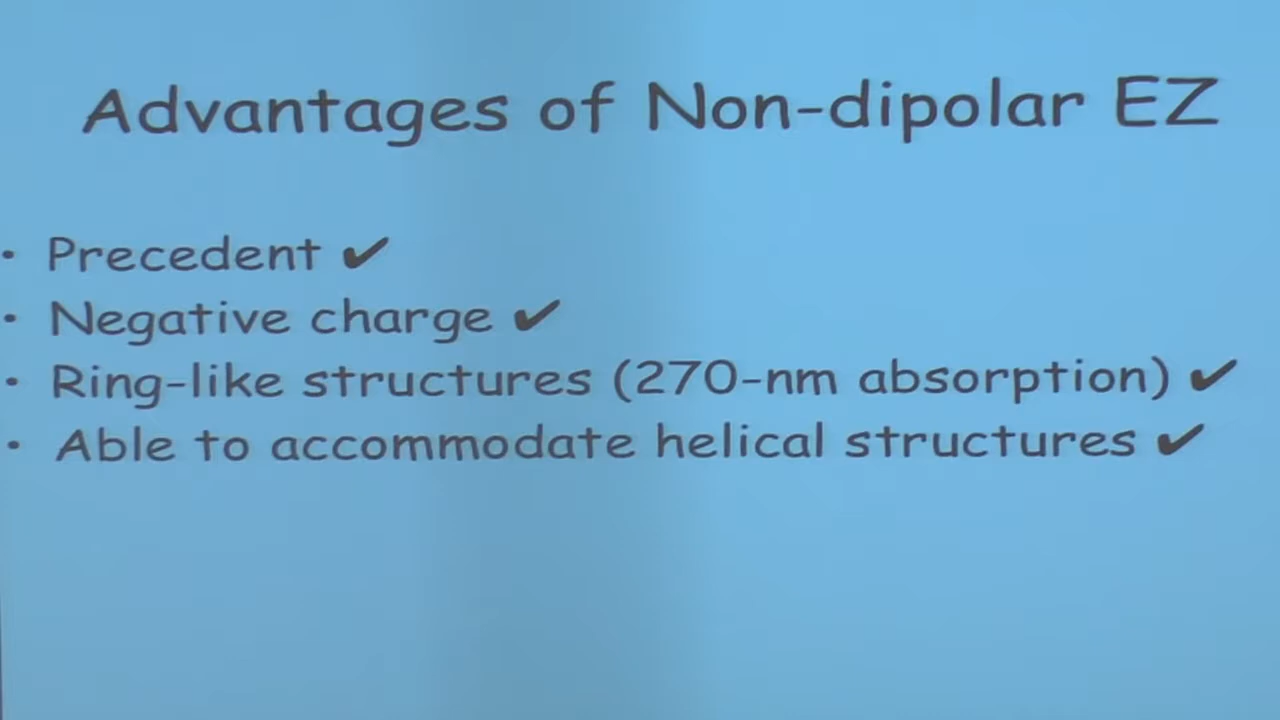 Advantages of Non-dipolar EZ
• Precedent ✔
• Negative charge ✔
• Ring-like structures (270-nm absorption) ✔
• Able to accommodate helical structures ✔